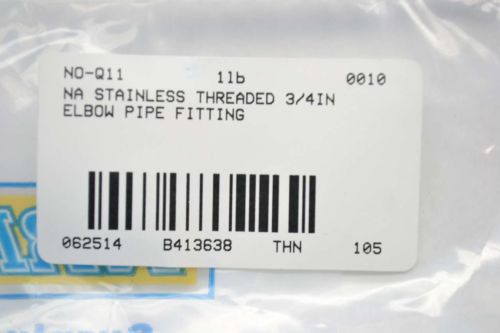 NO-Q11 1lb 0010
NA STAINLESS THREADED 3/4IN
ELBOW PIPE FITTING
062514 B413638 THN 105